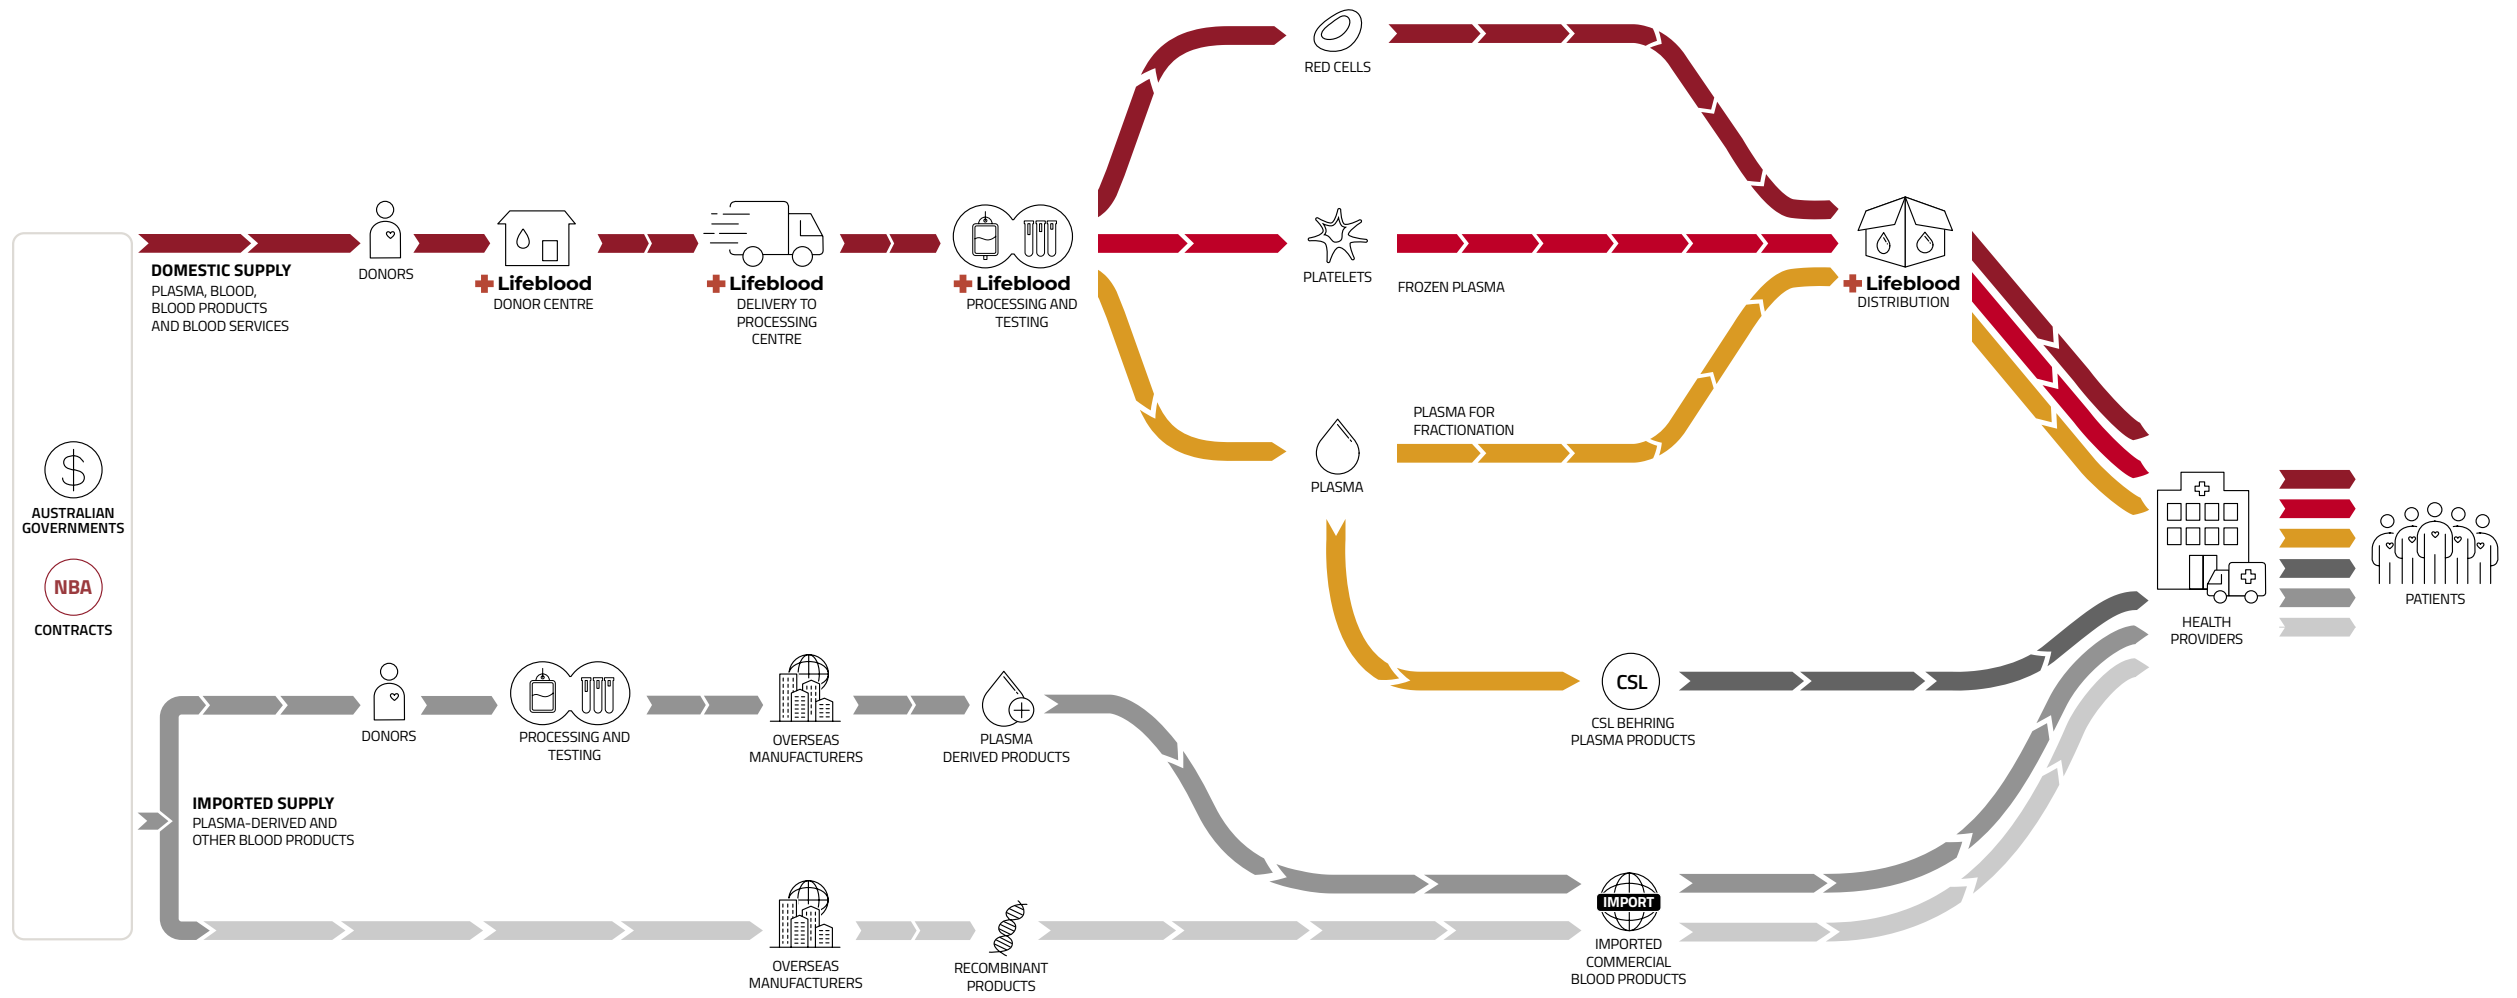 AUSTRALIAN
GOVERNMENTS
NBA
CONTRACTS
DOMESTIC SUPPLY
PLASMA, BLOOD,
BLOOD PRODUCTS
AND BLOOD SERVICES
DONORS
Lifeblood
DONOR CENTRE
Lifeblood
DELIVERY TO
PROCESSING
CENTRE
Lifeblood
PROCESSING AND
TESTING
RED CELLS
PLATELETS
FROZEN PLASMA
PLASMA
PLASMA FOR
FRACTIONATION
Lifeblood
DISTRIBUTION
CSL
CSL BEHRING
PLASMA PRODUCTS
HEALTH
PROVIDERS
PATIENTS
IMPORTED SUPPLY
PLASMA-DERIVED AND
OTHER BLOOD PRODUCTS
DONORS
PROCESSING AND
TESTING
OVERSEAS
MANUFACTURERS
PLASMA
DERIVED PRODUCTS
OVERSEAS
MANUFACTURERS
RECOMBINANT
PRODUCTS
IMPORT
IMPORTED
COMMERCIAL
BLOOD PRODUCTS